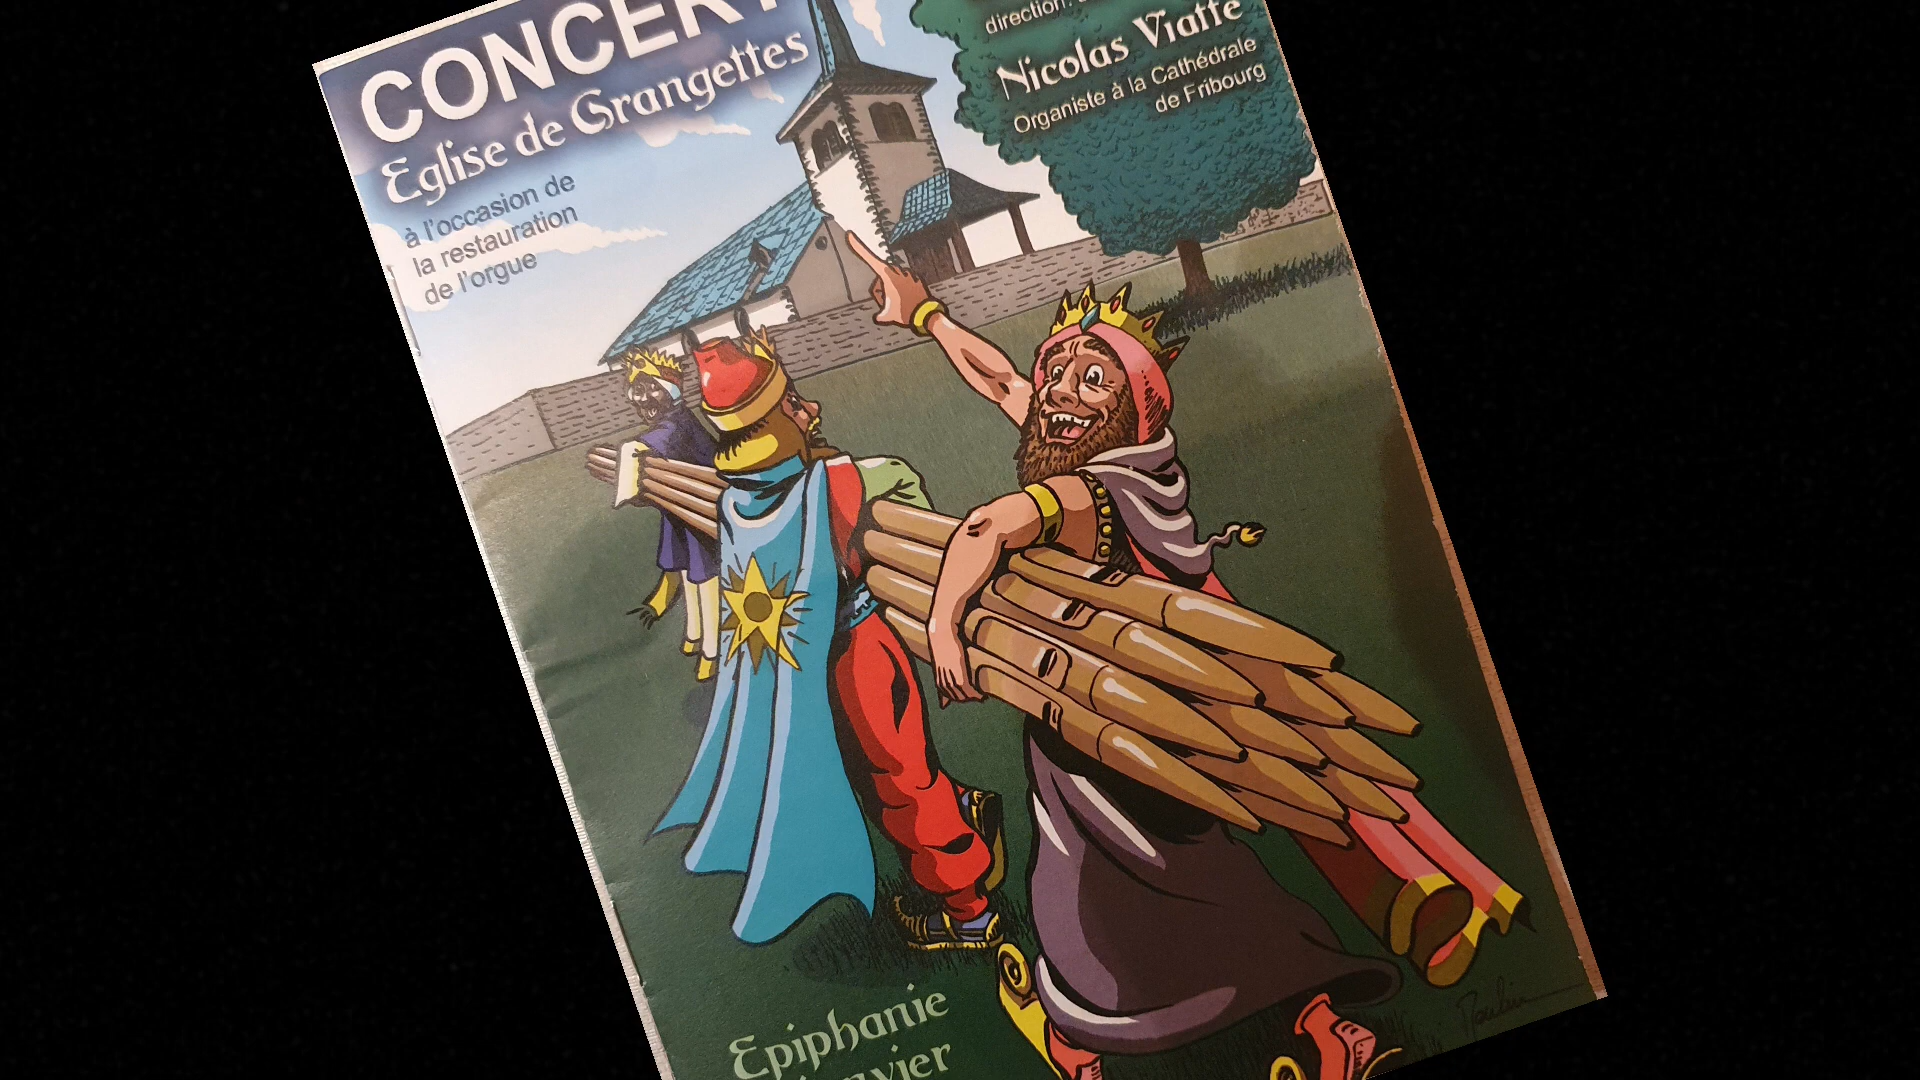 CONCERT
Eglise de Grangettes
à l'occasion de
la restauration
de l'orgue
direction:
Nicolas Viatte
Organiste à la Cathédrale
de Fribourg
Epiphanie